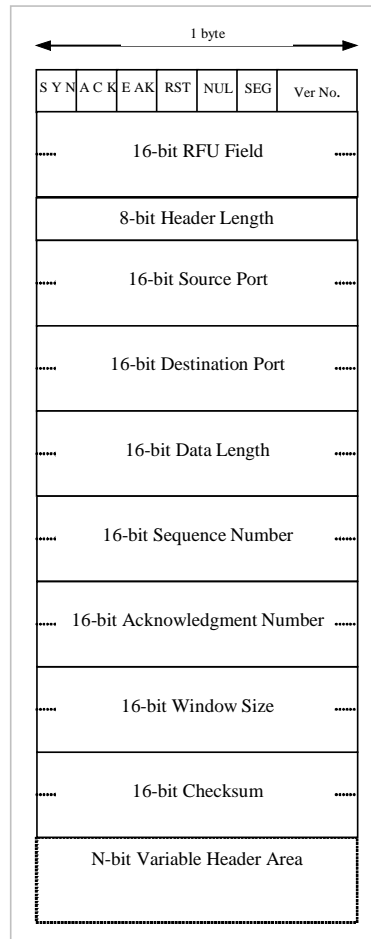 1 byte
S Y N A C K E AK RST NUL SEG Ver No.
16-bit RFU Field
8-bit Header Length
16-bit Source Port
16-bit Destination Port
16-bit Data Length
16-bit Sequence Number
16-bit Acknowledgment Number
16-bit Window Size
16-bit Checksum
N-bit Variable Header Area